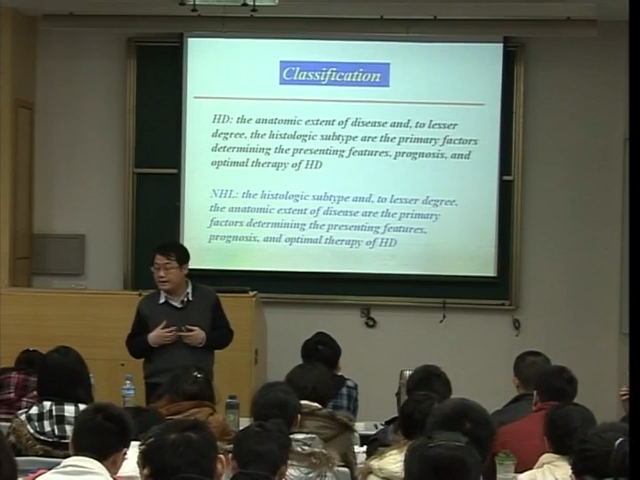 Classification
HD: the anatomic extent of disease and, to lesser
degree, the histologic subtype are the primary factors
determining the presenting features, prognosis, and
optimal therapy of HD
NHL: the histologic subtype and, to lesser degree,
the anatomic extent of disease are the primary
factors determining the presenting features,
prognosis, and optimal therapy of HD